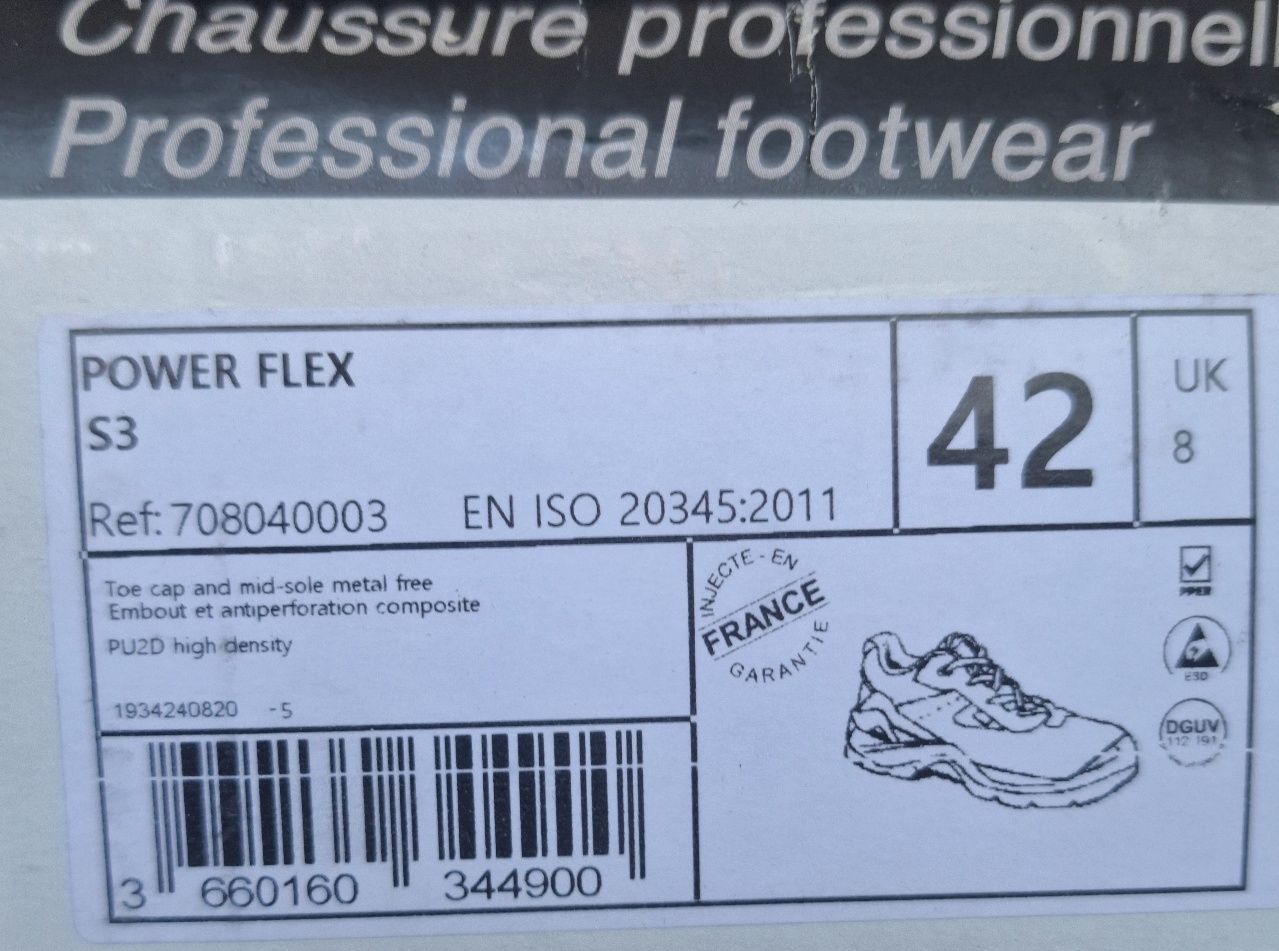 Chaussure professionnell
Professional footwear
POWER FLEX
S3
Ref: 708040003 EN ISO 20345:2011
42
UK
8
Toe cap and mid-sole metal free
Embout et antiperforation composite
PU2D high density
1934240820 -5
INJECTE - EN
FRANCE
GARANTIE
DGUV
112 191
3 660160 344900